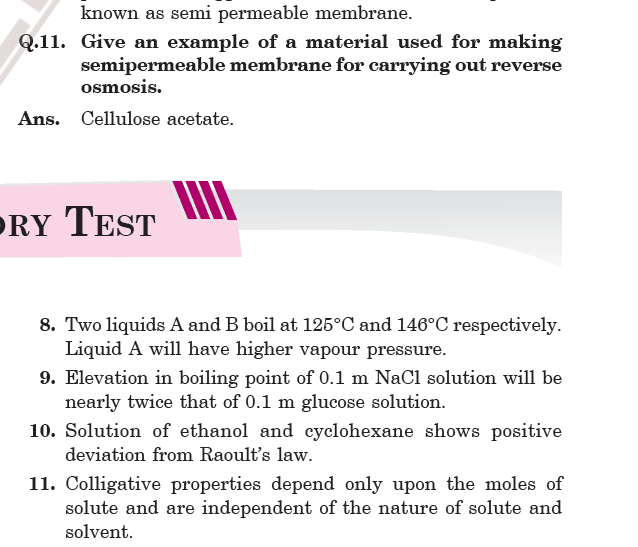 known as semi permeable membrane.
Q.11. Give an example of a material used for making
semipermeable membrane for carrying out reverse
osmosis.
Ans. Cellulose acetate.
RY TEST
8. Two liquids A and B boil at 125°C and 146°C respectively.
Liquid A will have higher vapour pressure.
9. Elevation in boiling point of 0.1 m NaCl solution will be
nearly twice that of 0.1 m glucose solution.
10. Solution of ethanol and cyclohexane shows positive
deviation from Raoult's law.
11. Colligative properties depend only upon the moles of
solute and are independent of the nature of solute and
solvent.